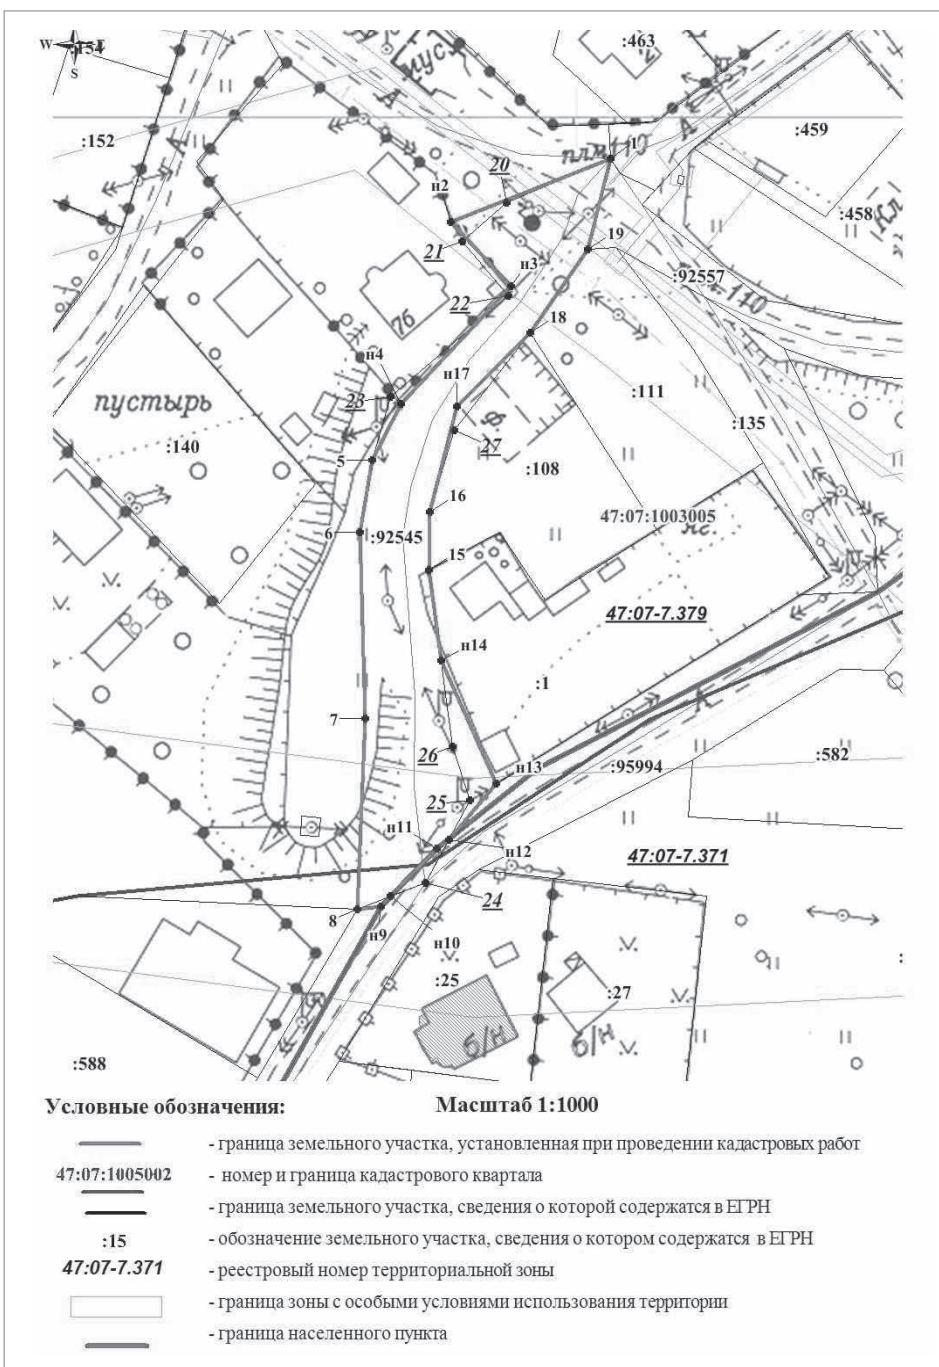 W E
:154
S
:463
:152
:459
:458
плм 110
1
20
н2
21
19
н3
:92557
22
18
76
н4
н17
23
пустырь
:111
:135
:140
27
5
:108
16
6
:92545
47:07:1003005
15
47:07-7.379
н14
:1
7
26
н13
:582
:95994
25
н11
н12
47:07-7.371
24
8
н9
н10
:25
:27
б/н
б/н
:588
Условные обозначения:
Масштаб 1:1000
- граница земельного участка, установленная при проведении кадастровых работ
47:07:1005002 - номер и граница кадастрового квартала
- граница земельного участка, сведения о которой содержатся в ЕГРН
:15 - обозначение земельного участка, сведения о котором содержатся в ЕГРН
47:07-7.371 - реестровый номер территориальной зоны
- граница зоны с особыми условиями использования территории
- граница населенного пункта